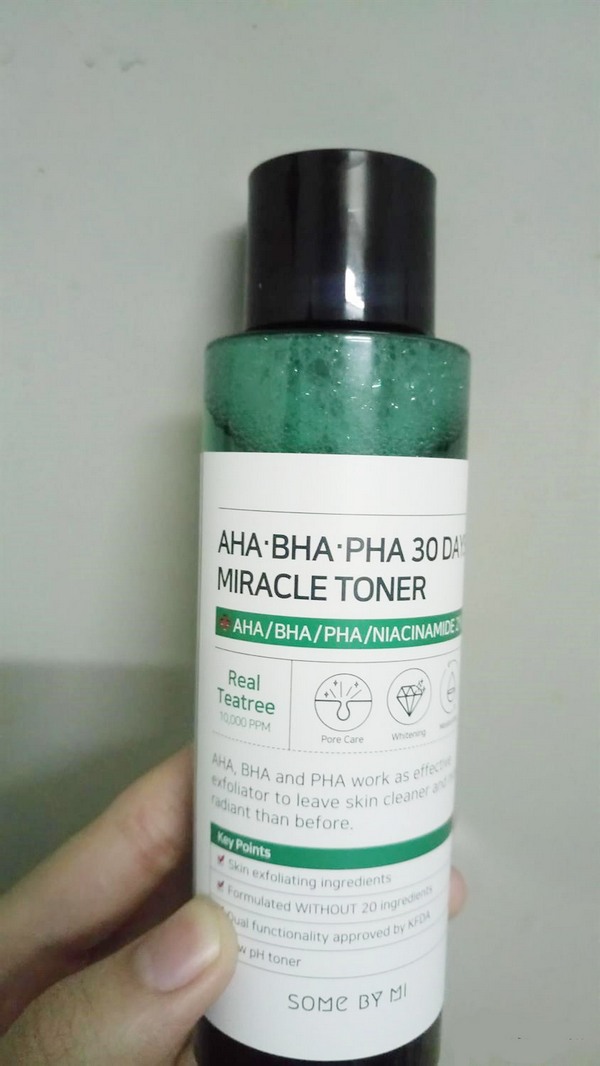 AHA·BHA·PHA 30 DAYS
MIRACLE TONER
AHA/BHA/PHA/NIACINAMIDE
Real
Teatree
10,000 PPM
Pore Care
Whitening
AHA, BHA and PHA work as effective
exfoliator to leave skin cleaner and
radiant than before.
Key Points
Skin exfoliating ingredients
Formulated WITHOUT 20 ingredients
Dual functionality approved by KFDA
pH toner
SOME BY MI